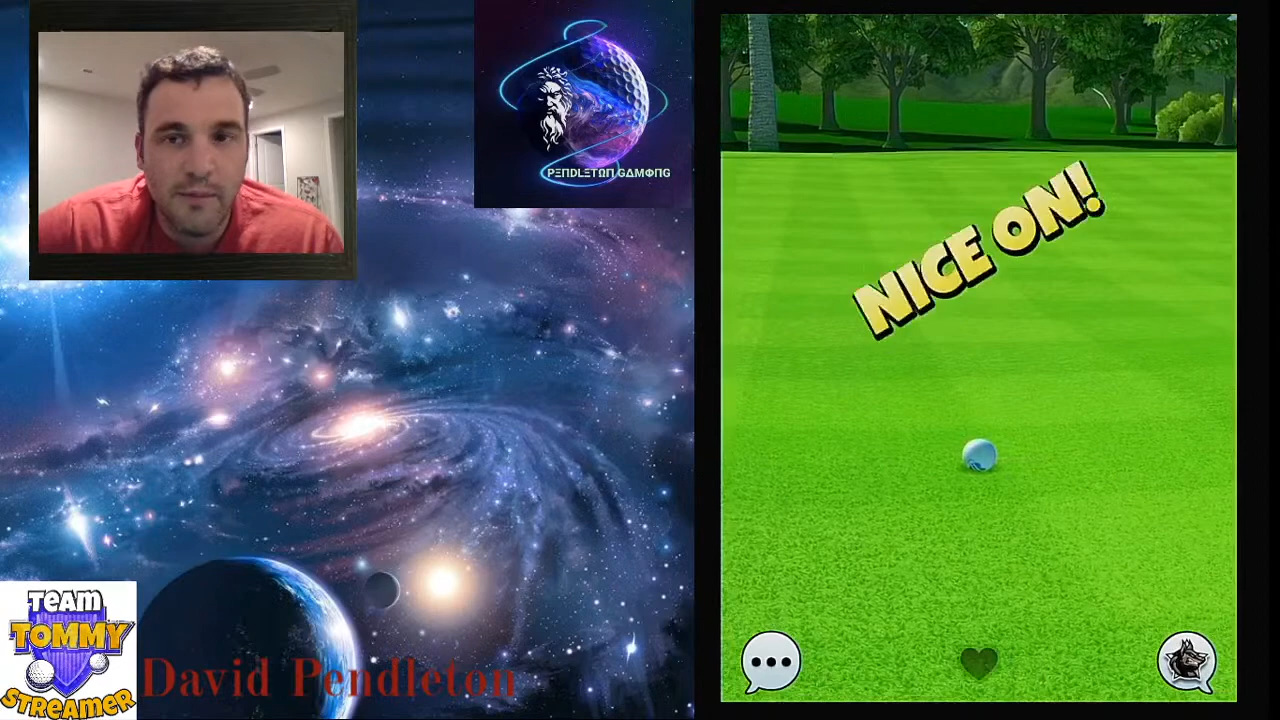 PENDLETON GAMING
NICE ON!
TEAM
TOMMY
STREAMER
David Pendleton